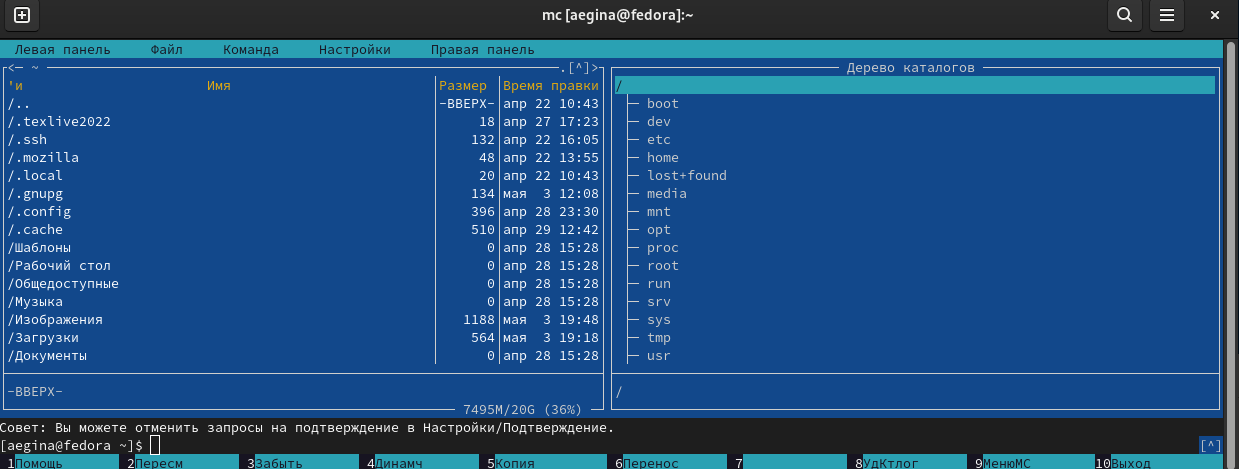 mc [aegina@fedora]:~
Левая панель Файл Команда Настройки Правая панель
<─ ~ .[^]> Дерево каталогов
'и Имя Размер Время правки /
/.. -ВВЕРХ- апр 22 10:43 boot
/.texlive2022 18 апр 27 17:23 dev
/.ssh 132 апр 22 16:05 etc
/.mozilla 48 апр 22 13:55 home
/.local 20 апр 22 10:43 lost+found
/.gnupg 134 мая 3 12:08 media
/.config 396 апр 28 23:30 mnt
/.cache 510 апр 29 12:42 opt
/Шаблоны 0 апр 28 15:28 proc
/Рабочий стол 0 апр 28 15:28 root
/Общедоступные 0 апр 28 15:28 run
/Музыка 0 апр 28 15:28 srv
/Изображения 1188 мая 3 19:48 sys
/Загрузки 564 мая 3 19:18 tmp
/Документы 0 апр 28 15:28 usr
-ВВЕРХ- /
7495M/20G (36%)
Совет: Вы можете отменить запросы на подтверждение в Настройки/Подтверждение.
[aegina@fedora ~]$ [^]
1Помощь 2Пересм 3Забыть 4Динамч 5Копия 6Перенос 7 8УдКтлог 9МенюМС 10Выход